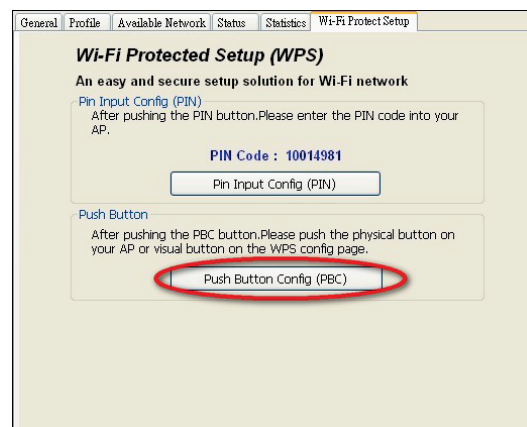 General Profile Available Network Status Statistics Wi-Fi Protect Setup
Wi-Fi Protected Setup (WPS)
An easy and secure setup solution for Wi-Fi network
Pin Input Config (PIN)
After pushing the PIN button.Please enter the PIN code into your
AP.
PIN Code : 10014981
Pin Input Config (PIN)
Push Button
After pushing the PBC button.Please push the physical button on
your AP or visual button on the WPS config page.
Push Button Config (PBC)